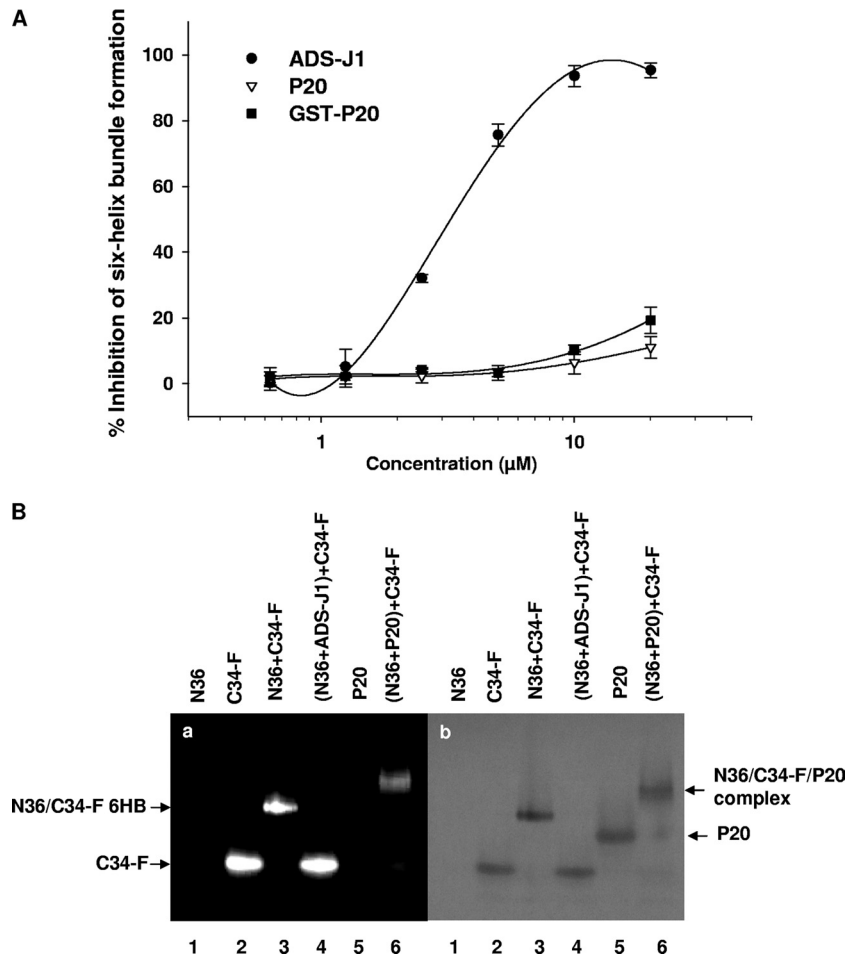 A
ADS-J1
P20
GST-P20
% Inhibition of six-helix bundle formation
100
80
60
40
20
0
1
10
Concentration (µM)
B
N36
C34-F
N36+C34-F
(N36+ADS-J1)+C34-F
P20
(N36+P20)+C34-F
N36
C34-F
N36+C34-F
(N36+ADS-J1)+C34-F
P20
(N36+P20)+C34-F
a
b
N36/C34-F 6HB
C34-F
N36/C34-F/P20
complex
P20
1 2 3 4 5 6
1 2 3 4 5 6